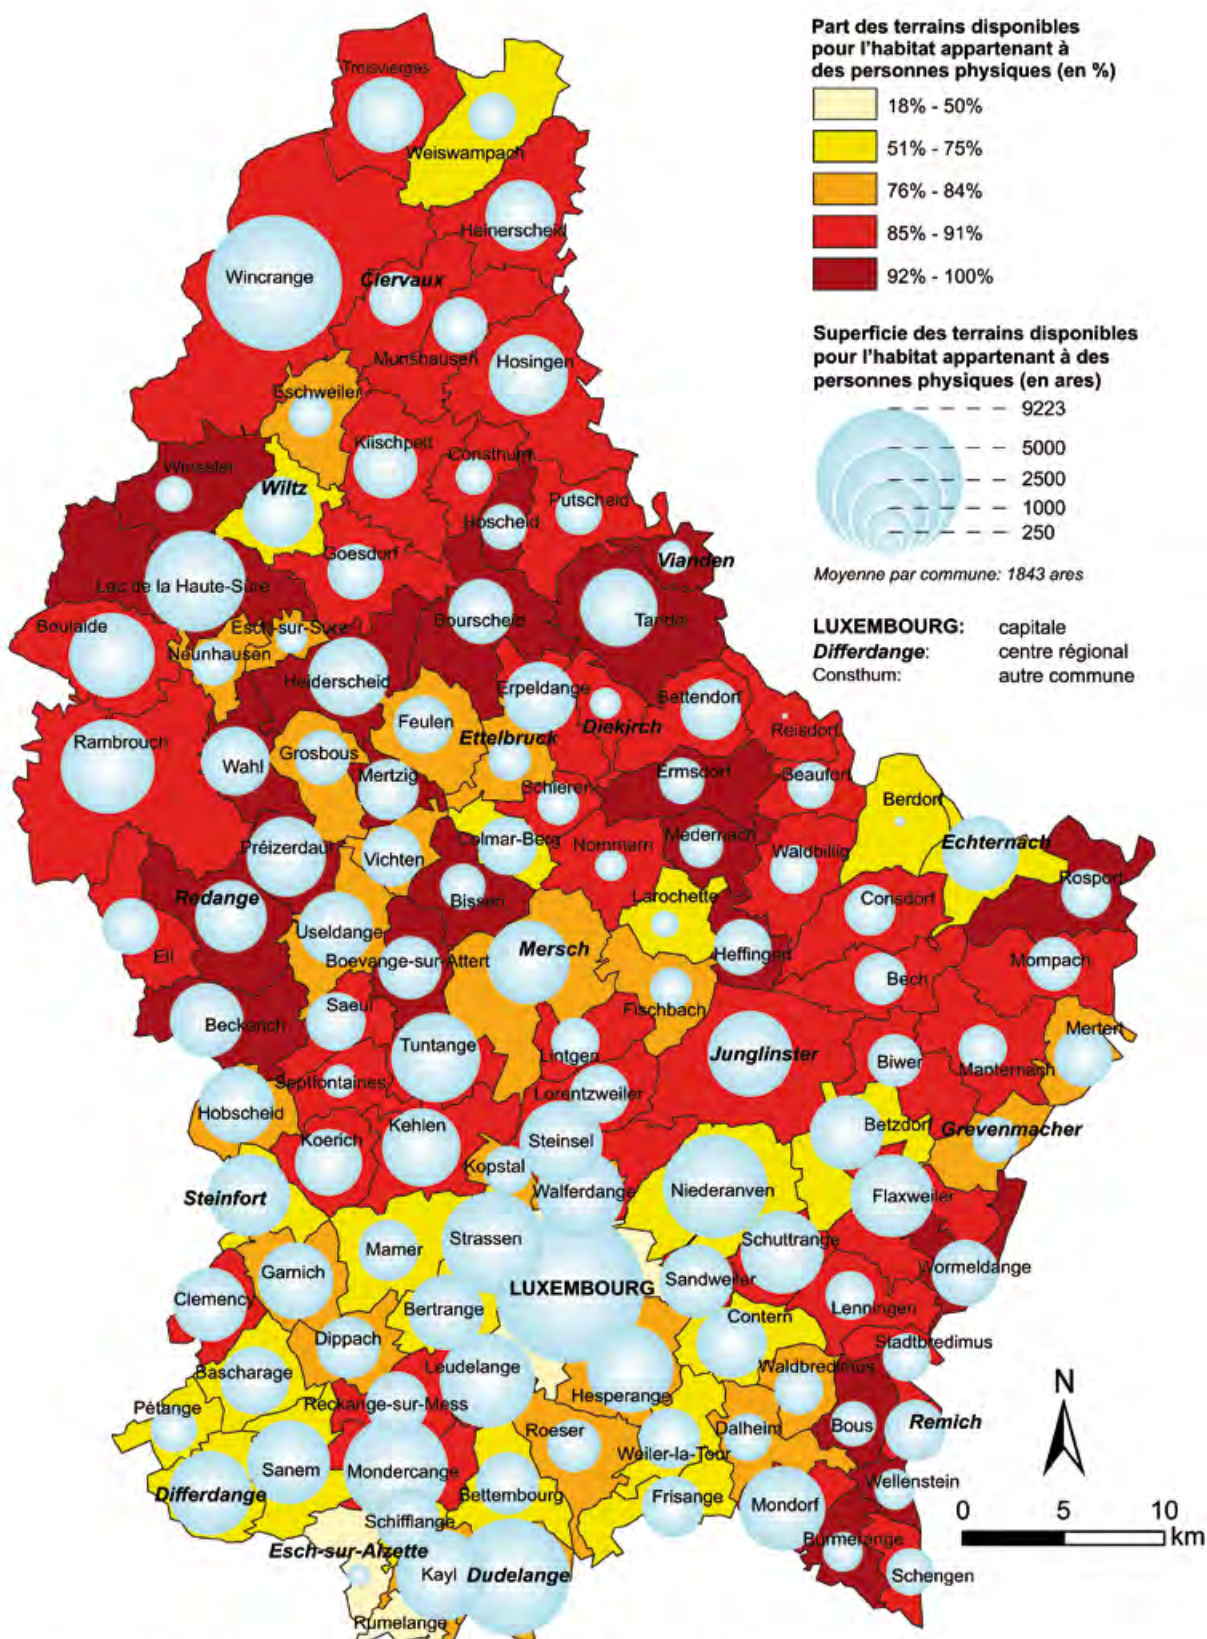 Part des terrains disponibles
pour l'habitat appartenant à
des personnes physiques (en %)
18% - 50%
51% - 75%
76% - 84%
85% - 91%
92% - 100%
Superficie des terrains disponibles
pour l'habitat appartenant à des
personnes physiques (en ares)
9223
5000
2500
1000
250
Moyenne par commune: 1843 ares
LUXEMBOURG: capitale
Differdange: centre régional
Consthum: autre commune
Troisvierges
Weiswampach
Heinerscheid
Wincrange
Clervaux
Munshausen
Hosingen
Eschweiler
Kiischpelt
Consthum
Winseler
Wiltz
Hoscheid
Putscheid
Goesdorf
Vianden
Lac de la Haute-Sûre
Bourscheid
Tandel
Boulaide
Esch-sur-Sûre
Neunhausen
Heiderscheid
Erpeldange
Bettendorf
Feulen
Diekirch
Reisdorf
Ettelbruck
Rambrouch
Grosbous
Wahl
Mertzig
Ermsdorf
Beaufort
Schieren
Berdorf
Préizerdaul
Vichten
Colmar-Berg
Nommern
Medernach
Waldbillig
Echternach
Rosport
Redange
Bissen
Larochette
Consdorf
Useldange
Mersch
Ell
Boevange-sur-Attert
Heffingen
Mompach
Bech
Saeul
Fischbach
Beckerich
Mertert
Tuntange
Lintgen
Junglinster
Biwer
Manternach
Septfontaines
Lorentzweiler
Hobscheid
Koerich
Kehlen
Steinsel
Betzdorf
Grevenmacher
Kopstal
Steinfort
Walferdange
Niederanven
Flaxweiler
Mamer
Strassen
Schuttrange
Garnich
LUXEMBOURG
Sandweiler
Wormeldange
Clemency
Bertrange
Lenningen
Contern
Dippach
Stadtbredimus
Bascharage
Leudelange
Waldbredimus
Hesperange
N
Pétange
Reckange-sur-Mess
Roeser
Dalheim
Bous
Remich
Weiler-la-Tour
Sanem
Mondercange
Wellenstein
Differdange
Bettembourg
Frisange
Mondorf
0 5 10
km
Schifflange
Burmerange
Esch-sur-Alzette
Kayl
Dudelange
Schengen
Rumelange